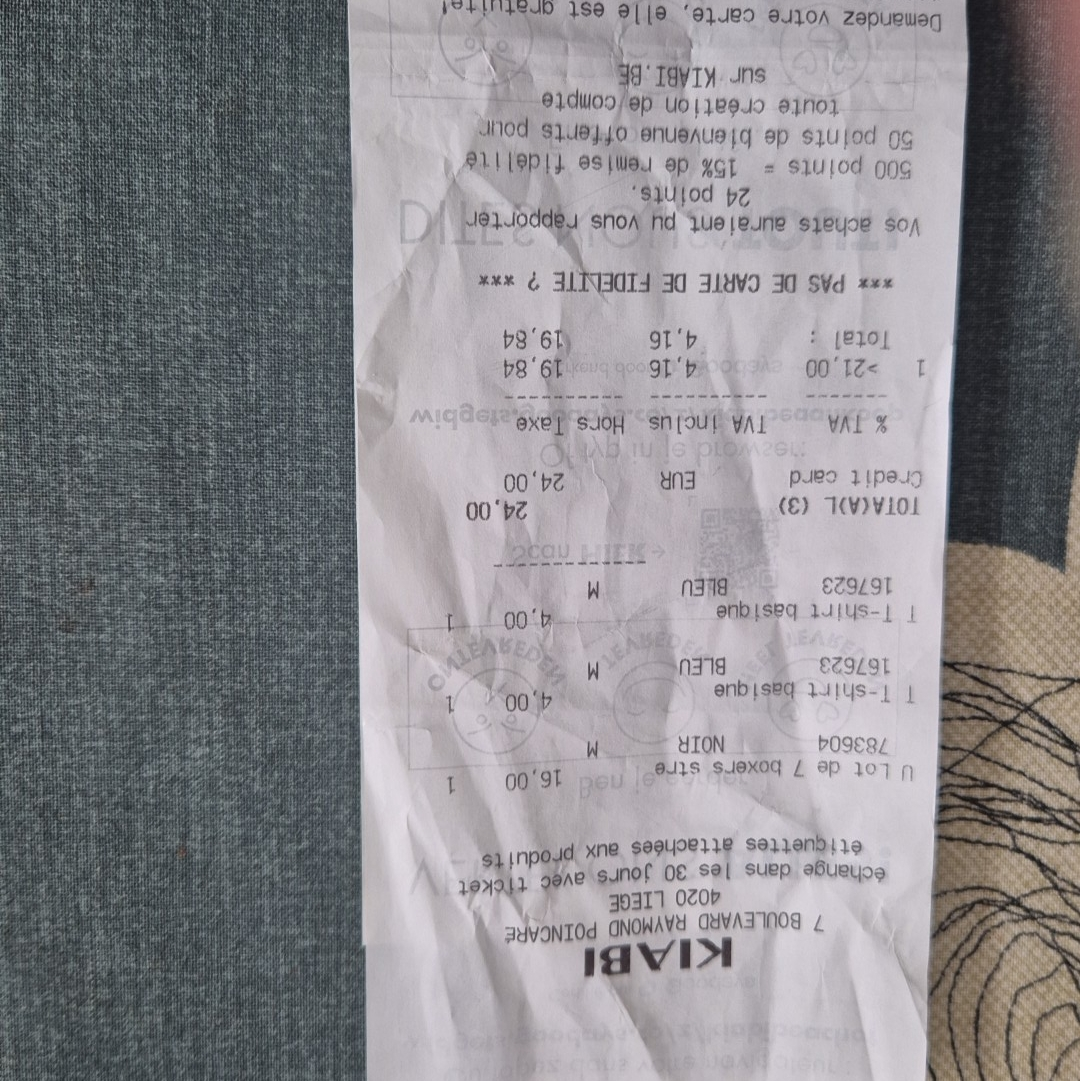 KIABI
7 BOULEVARD RAYMOND POINCARÉ
4020 LIEGE
échange dans les 30 jours avec ticket
étiquettes attachées aux produits
U Lot de 7 boxers stre 16,00 1
783604 NOIR M
T T-shirt basique 4,00 1
167623 BLEU M
T T-shirt basique 4,00 1
167623 BLEU M
-------------
TOTA(A)L (3) 24,00
Credit card EUR 24,00
% TVA TVA inclus Hors Taxe
------ ---------- ---------
1 >21,00 4,16 19,84
Total : 4,16 19,84
*** PAS DE CARTE DE FIDELITE ? ***
Vos achats auraient pu vous rapporter
24 points.
500 points = 15% de remise fidélité
50 points de bienvenue offerts pour
toute création de compte
sur KIABI.BE
Demandez votre carte, elle est gratuite!